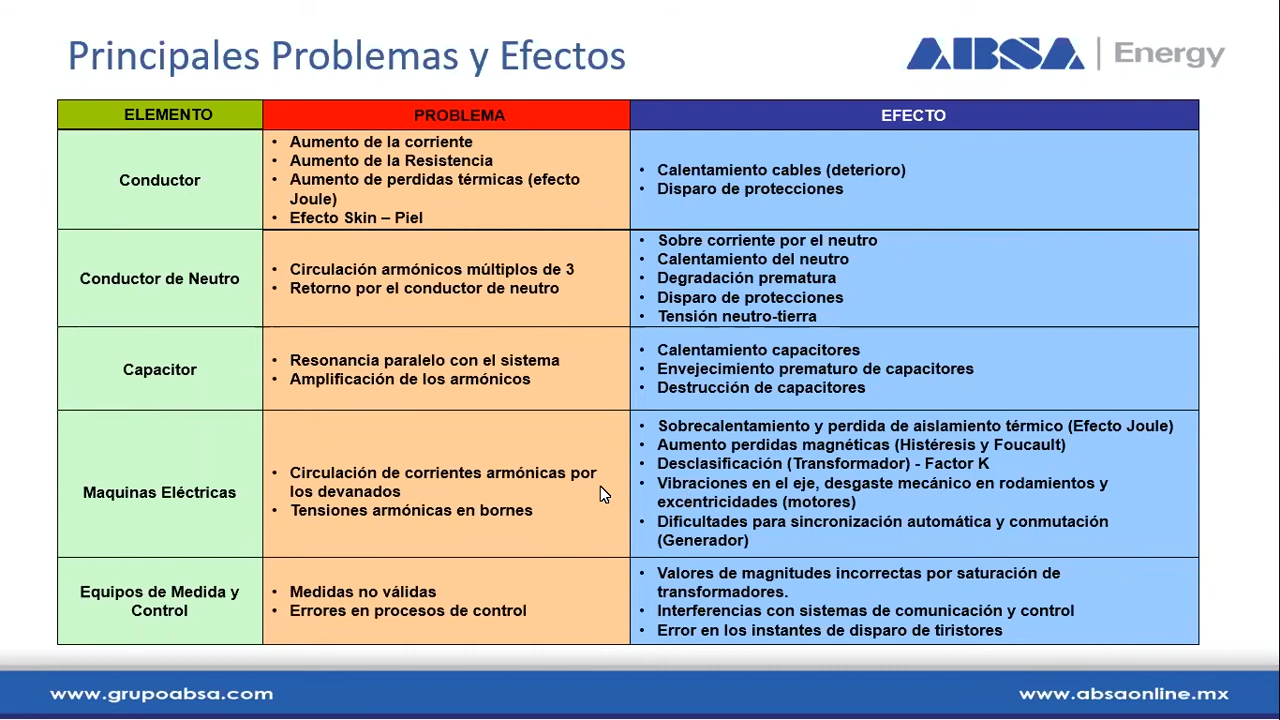 Principales Problemas y Efectos
ABSA | Energy
ELEMENTO
PROBLEMA
EFECTO
Conductor
• Aumento de la corriente
• Aumento de la Resistencia
• Aumento de perdidas térmicas (efecto
Joule)
• Efecto Skin – Piel
• Calentamiento cables (deterioro)
• Disparo de protecciones
Conductor de Neutro
• Circulación armónicos múltiplos de 3
• Retorno por el conductor de neutro
• Sobre corriente por el neutro
• Calentamiento del neutro
• Degradación prematura
• Disparo de protecciones
• Tensión neutro-tierra
Capacitor
• Resonancia paralelo con el sistema
• Amplificación de los armónicos
• Calentamiento capacitores
• Envejecimiento prematuro de capacitores
• Destrucción de capacitores
Maquinas Eléctricas
• Circulación de corrientes armónicas por
los devanados
• Tensiones armónicas en bornes
• Sobrecalentamiento y perdida de aislamiento térmico (Efecto Joule)
• Aumento perdidas magnéticas (Histéresis y Foucault)
• Desclasificación (Transformador) - Factor K
• Vibraciones en el eje, desgaste mecánico en rodamientos y
excentricidades (motores)
• Dificultades para sincronización automática y conmutación
(Generador)
Equipos de Medida y
Control
• Medidas no válidas
• Errores en procesos de control
• Valores de magnitudes incorrectas por saturación de
transformadores.
• Interferencias con sistemas de comunicación y control
• Error en los instantes de disparo de tiristores
www.grupoabsa.com
www.absaonline.mx